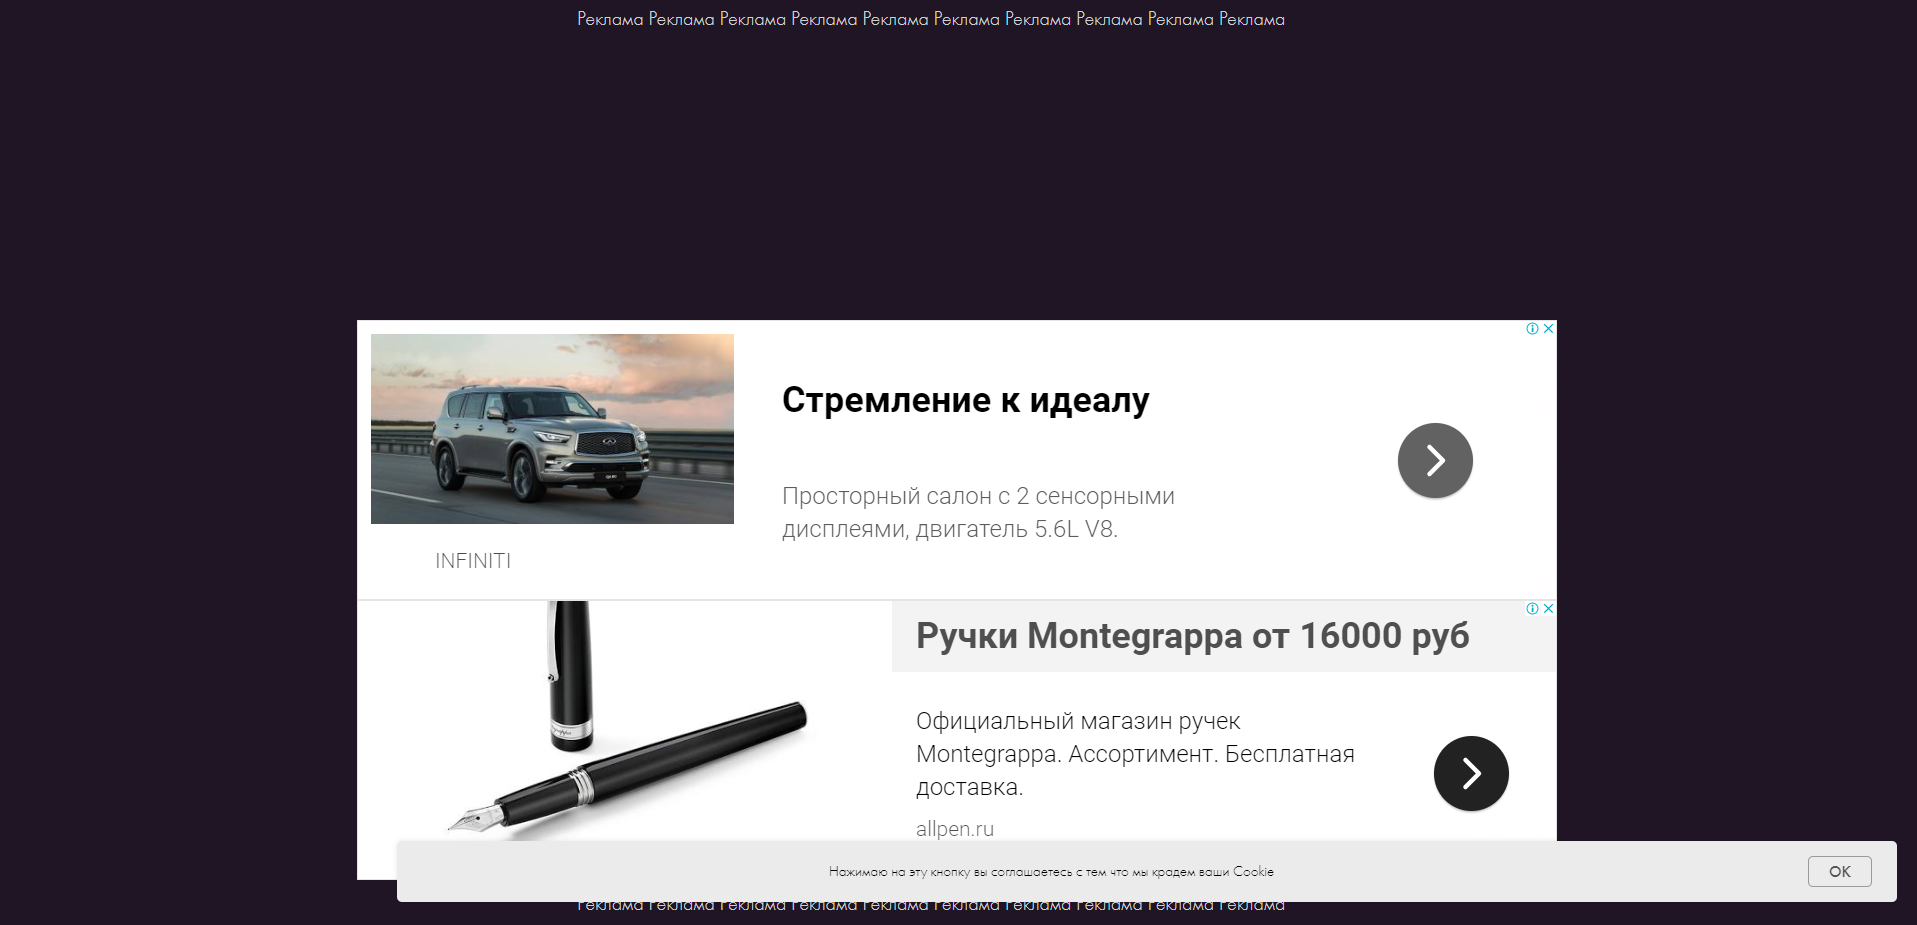 Реклама Реклама Реклама Реклама Реклама Реклама Реклама Реклама Реклама Реклама
Стремление к идеалу
Просторный салон с 2 сенсорными
дисплеями, двигатель 5.6L V8.
INFINITI
Ручки Montegrappa от 16000 руб
Официальный магазин ручек
Montegrappa. Ассортимент. Бесплатная
доставка.
allpen.ru
Нажимаю на эту кнопку вы соглашаетесь с тем что мы крадем ваши Cookie
OK
Реклама Реклама Реклама Реклама Реклама Реклама Реклама Реклама Реклама Реклама